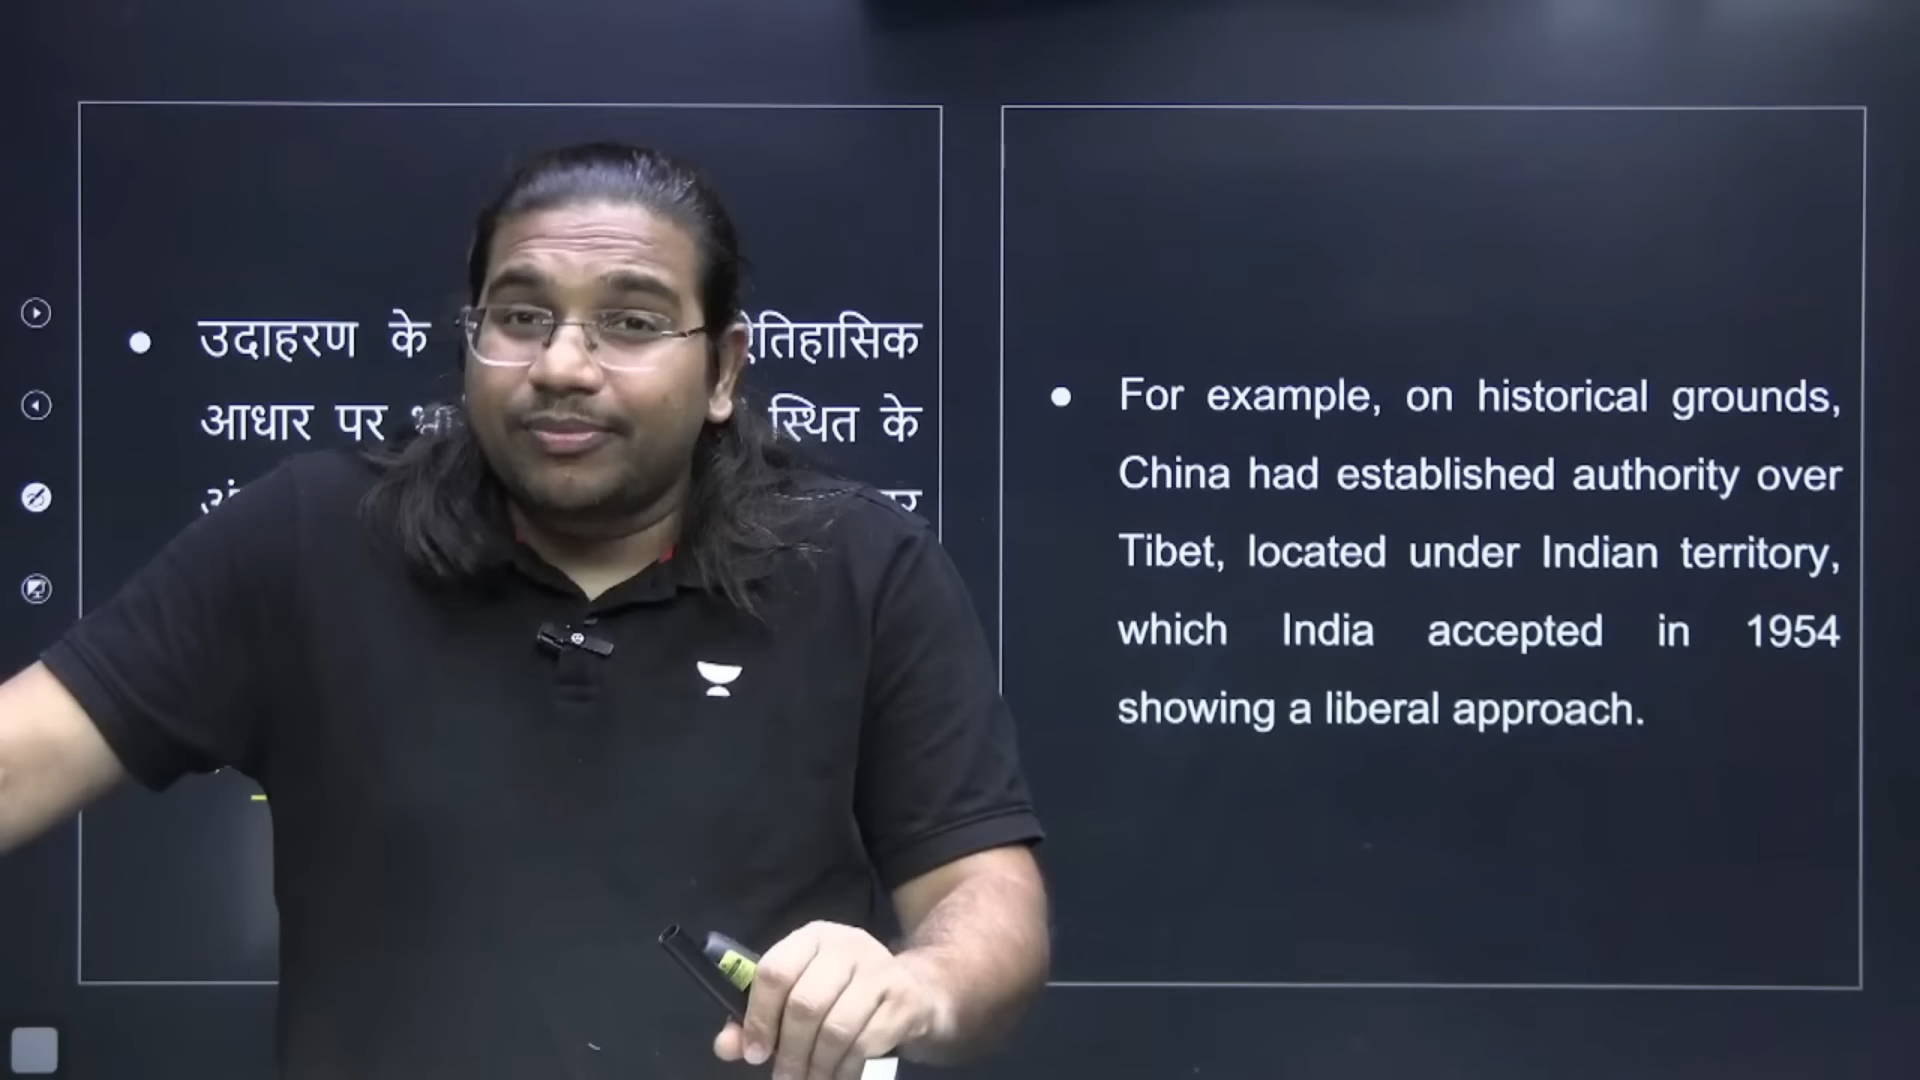 उदाहरण के
आधार पर
स्थित के
For example, on historical grounds,
China had established authority over
Tibet, located under Indian territory,
which India accepted in 1954
showing a liberal approach.